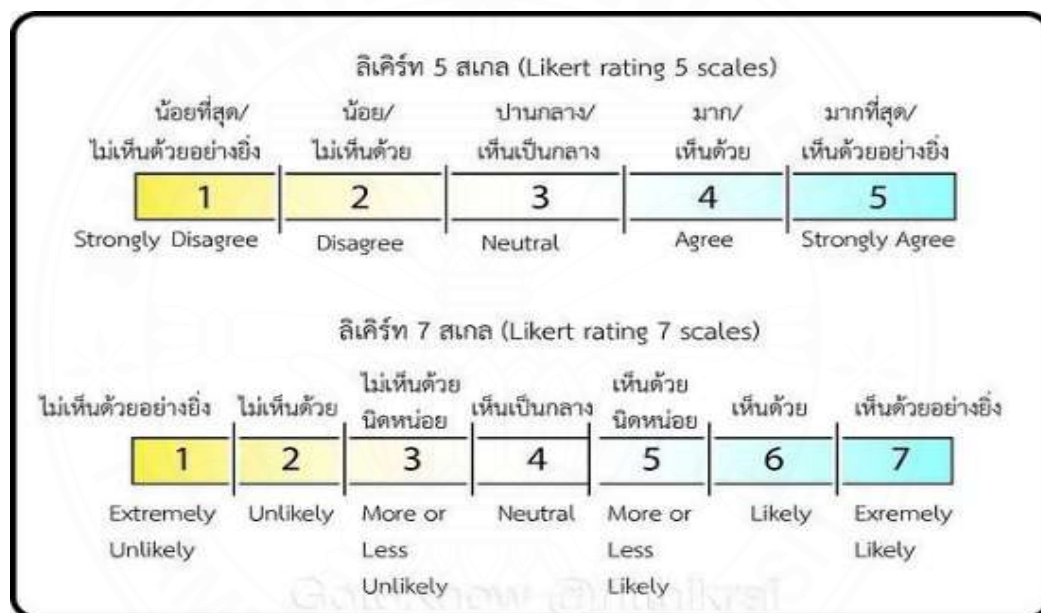 ลิเคิร์ท 5 สเกล (Likert rating 5 scales)
น้อยที่สุด/ น้อย/ ปานกลาง/ มาก/ มากที่สุด/
ไม่เห็นด้วยอย่างยิ่ง ไม่เห็นด้วย เห็นเป็นกลาง เห็นด้วย เห็นด้วยอย่างยิ่ง
1 2 3 4 5
Strongly Disagree Disagree Neutral Agree Strongly Agree
ลิเคิร์ท 7 สเกล (Likert rating 7 scales)
ไม่เห็นด้วย เห็นด้วย
ไม่เห็นด้วยอย่างยิ่ง ไม่เห็นด้วย นิดหน่อย เห็นเป็นกลาง นิดหน่อย เห็นด้วย เห็นด้วยอย่างยิ่ง
1 2 3 4 5 6 7
Extremely Unlikely More or Neutral More or Likely Exremely
Unlikely Less Less Likely
Unlikely Likely